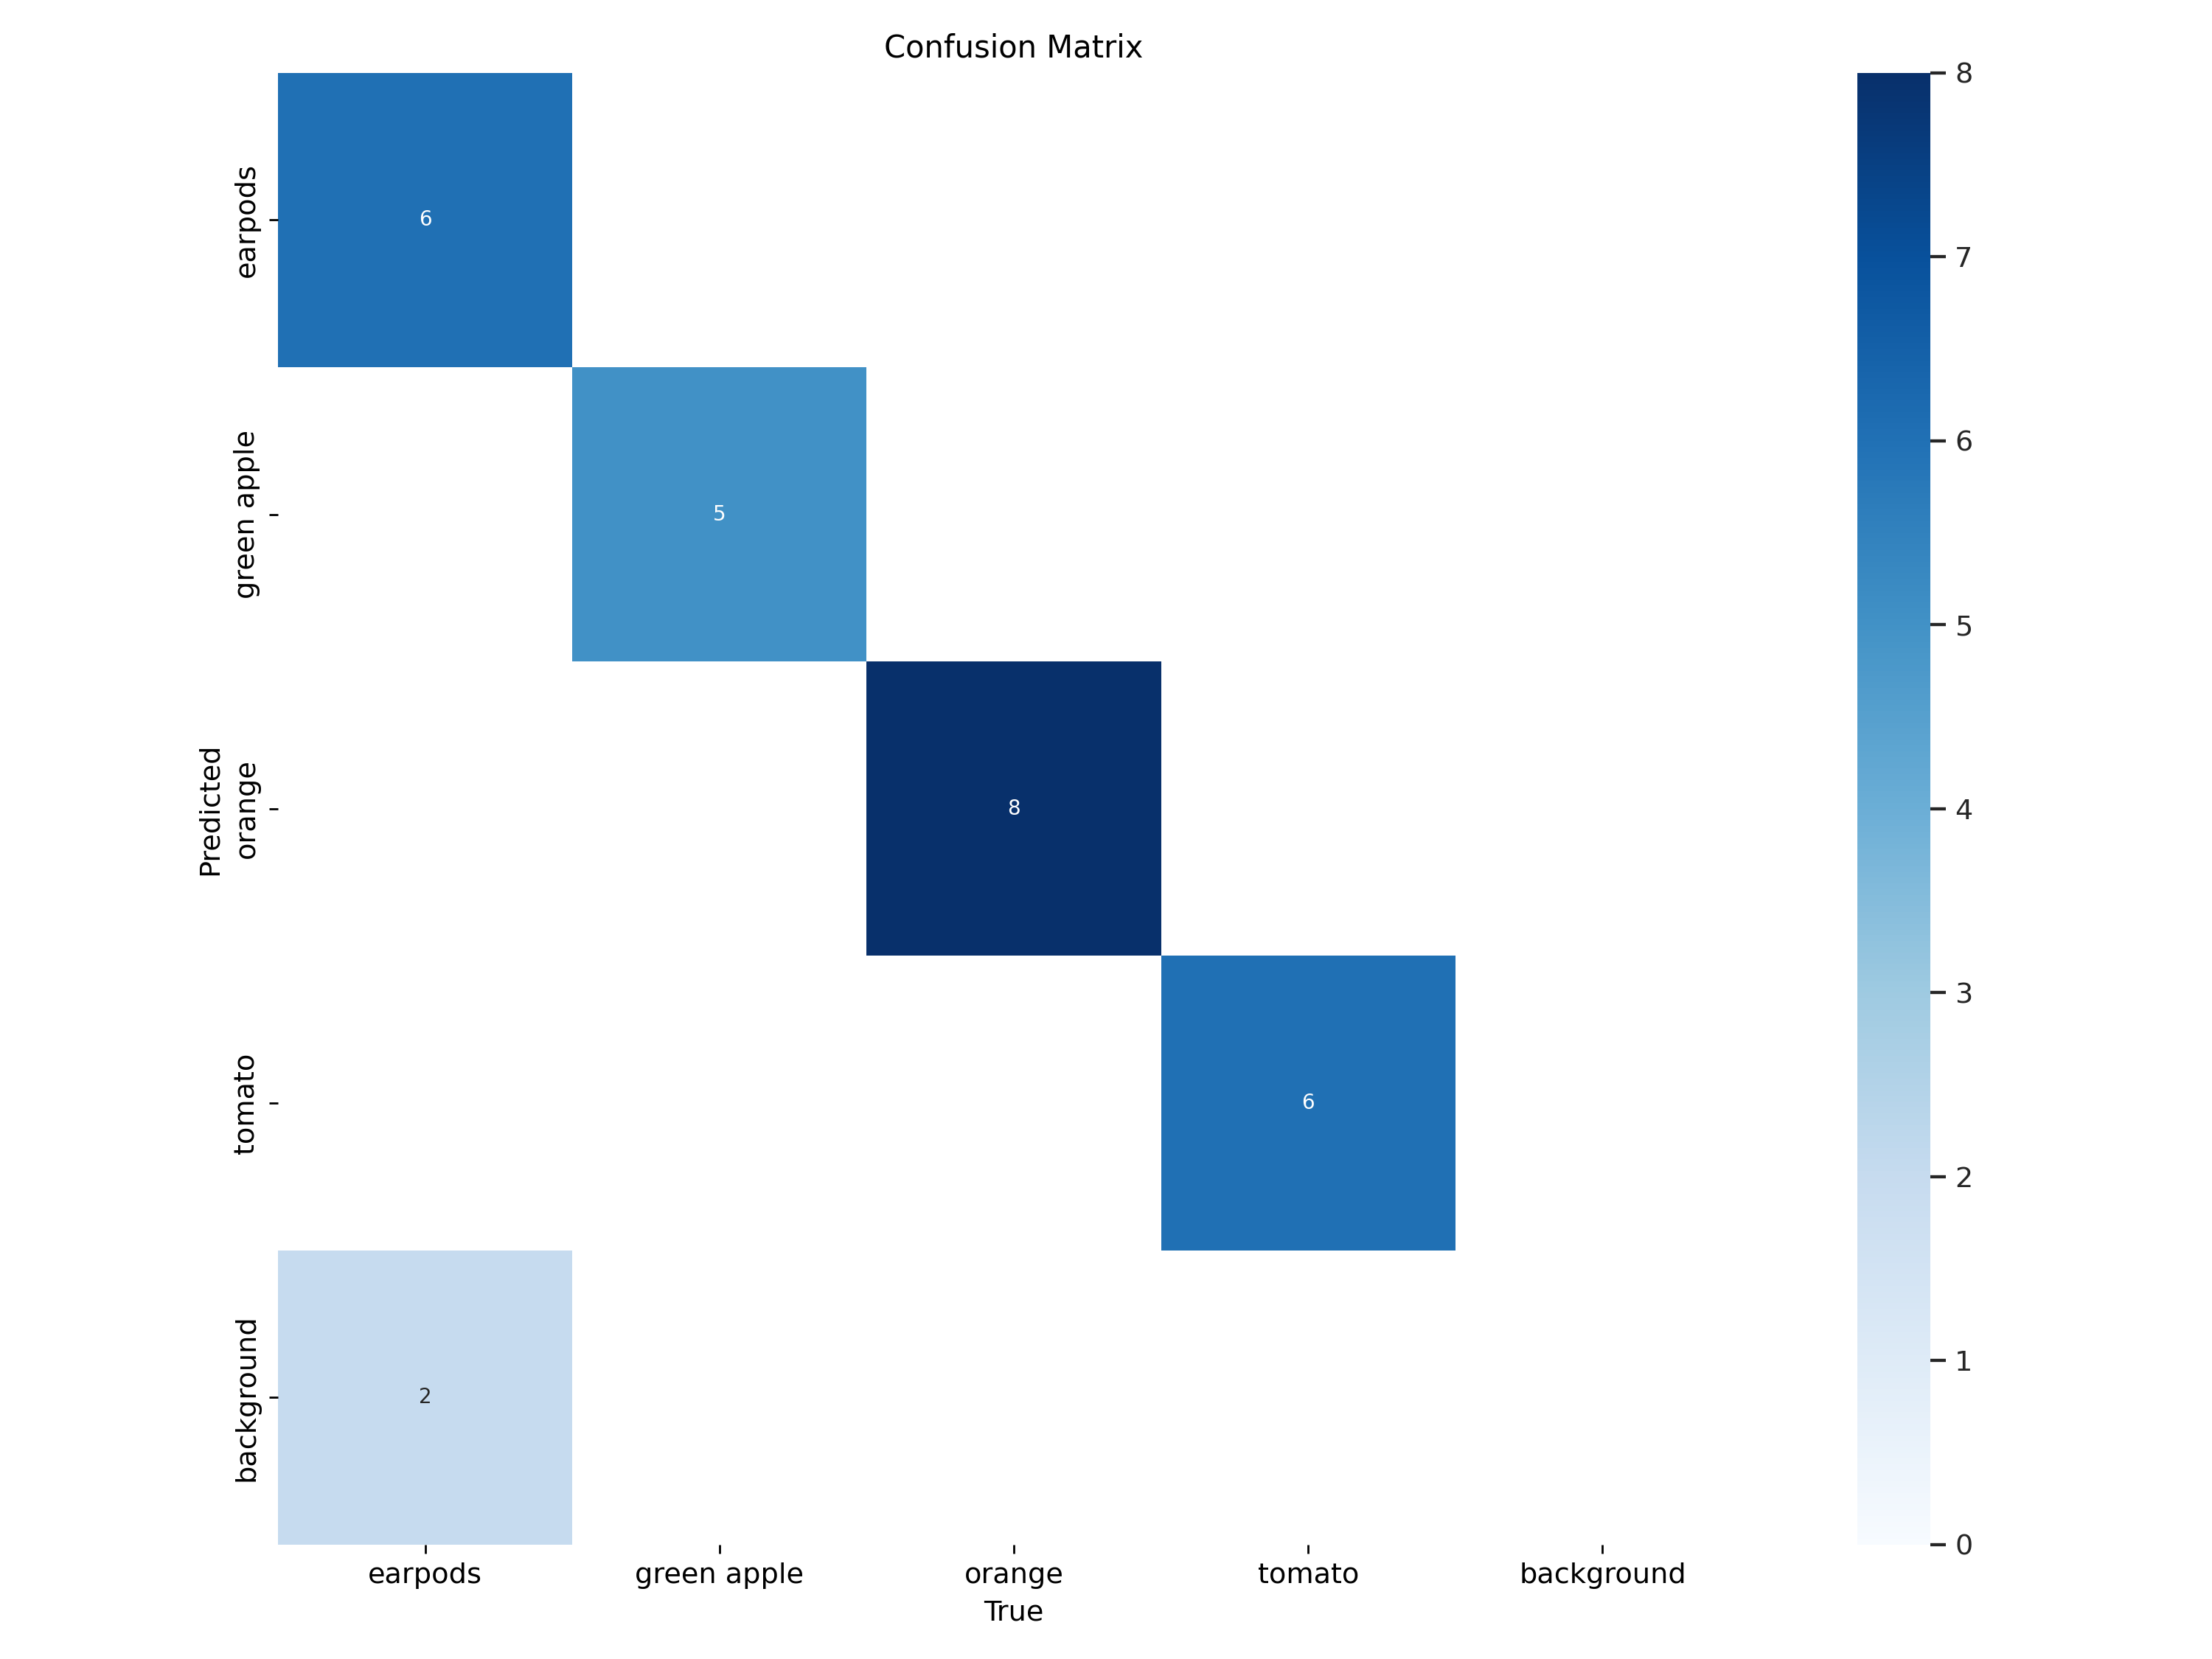 Confusion Matrix
earpods
green apple
orange
tomato
background
Predicted
6
5
8
6
2
earpods
green apple
orange
tomato
background
True
8
7
6
5
4
3
2
1
0